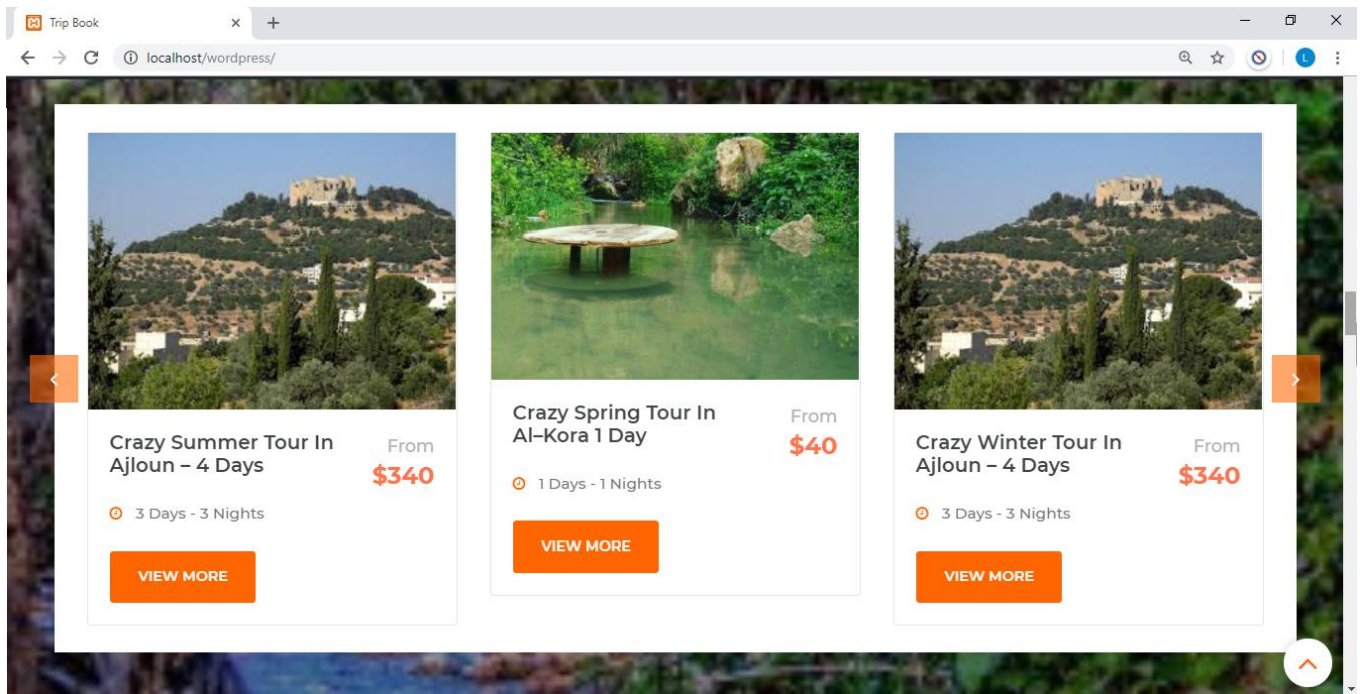 Trip Book
localhost/wordpress/
Crazy Summer Tour In
Ajloun – 4 Days
From
$340
3 Days - 3 Nights
VIEW MORE
Crazy Spring Tour In
Al–Kora 1 Day
From
$40
1 Days - 1 Nights
VIEW MORE
Crazy Winter Tour In
Ajloun – 4 Days
From
$340
3 Days - 3 Nights
VIEW MORE
L